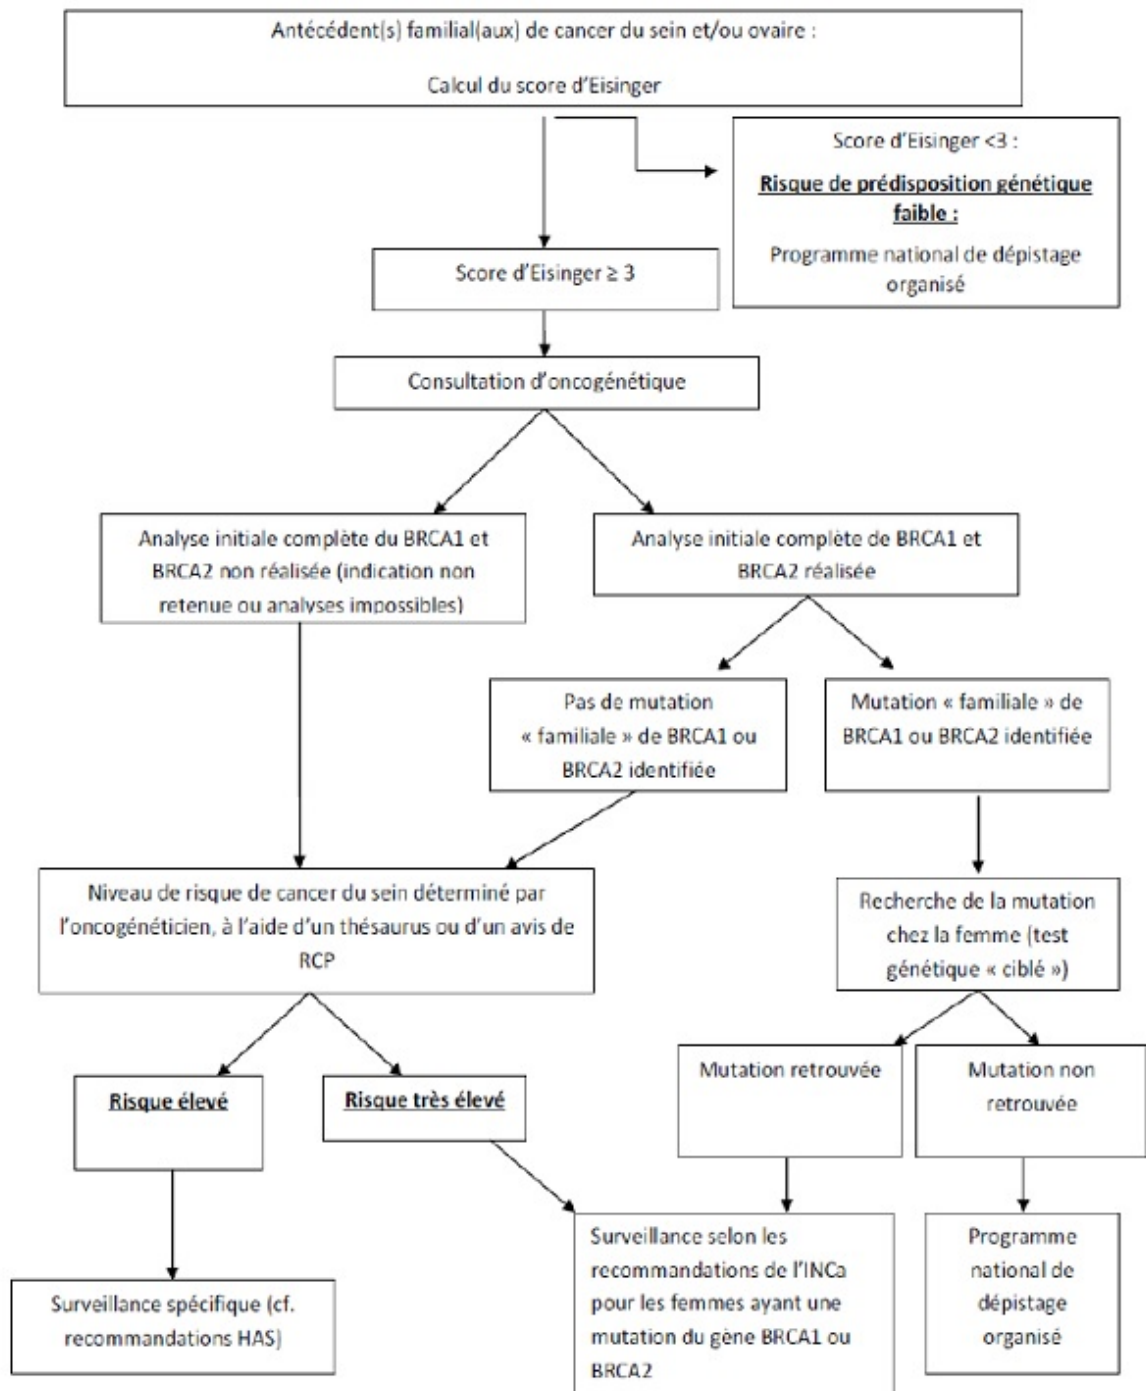 Antécédent(s) familial(aux) de cancer du sein et/ou ovaire :
Calcul du score d'Eisinger
Score d'Eisinger <3 :
Risque de prédisposition génétique
faible :
Programme national de dépistage
organisé
Score d'Eisinger ≥ 3
Consultation d'oncogénétique
Analyse initiale complète du BRCA1 et
BRCA2 non réalisée (indication non
retenue ou analyses impossibles)
Analyse initiale complète de BRCA1 et
BRCA2 réalisée
Pas de mutation
« familiale » de BRCA1 ou
BRCA2 identifiée
Mutation « familiale » de
BRCA1 ou BRCA2 identifiée
Niveau de risque de cancer du sein déterminé par
l'oncogénéticien, à l'aide d'un thésaurus ou d'un avis de
RCP
Recherche de la mutation
chez la femme (test
génétique « ciblé »)
Risque élevé
Risque très élevé
Mutation retrouvée
Mutation non
retrouvée
Surveillance spécifique (cf.
recommandations HAS)
Surveillance selon les
recommandations de l'INCa
pour les femmes ayant une
mutation du gène BRCA1 ou
BRCA2
Programme
national de
dépistage
organisé